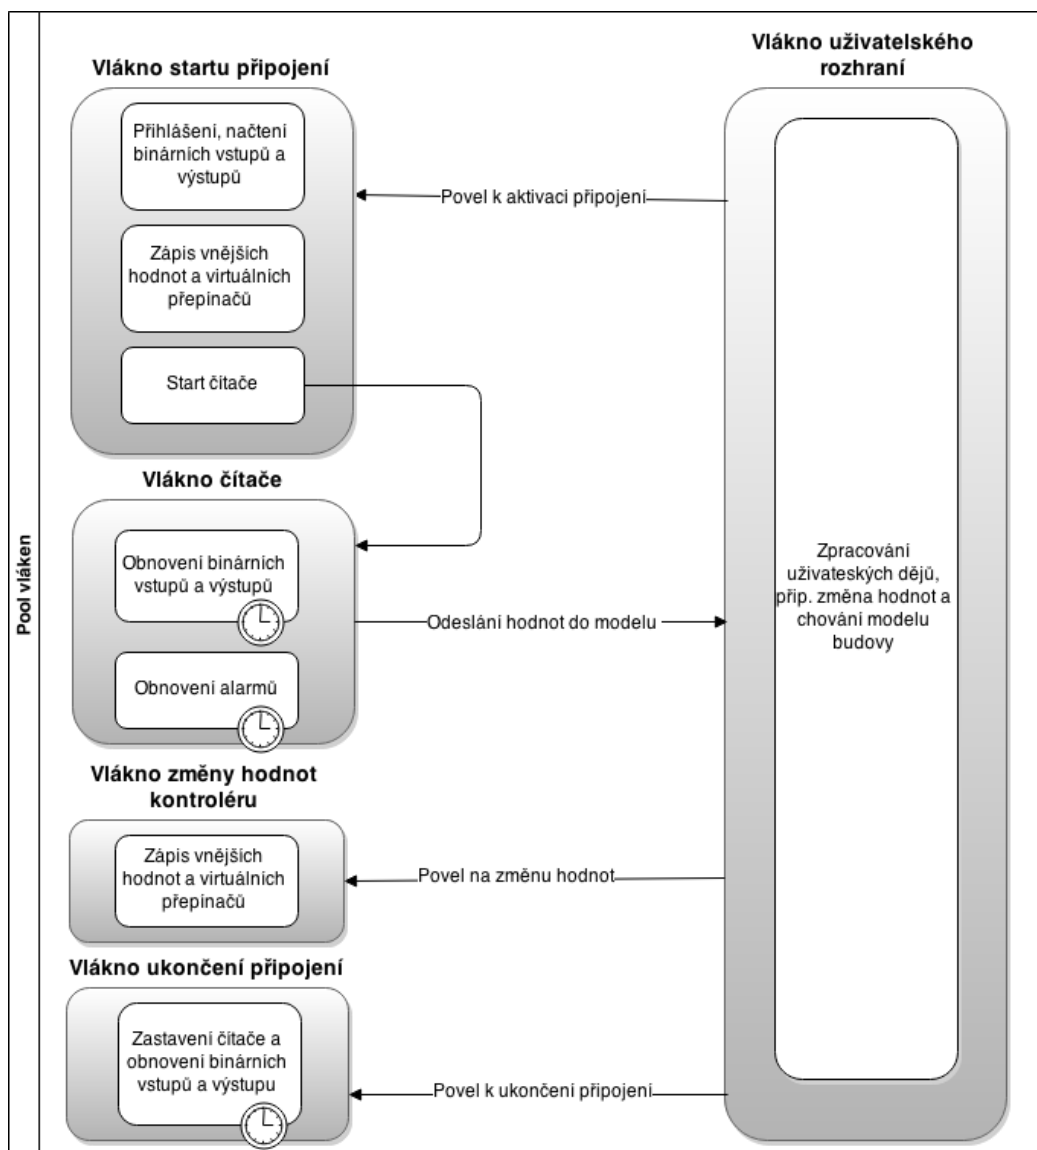 Pool vláken
Vlákno startu připojení
Přihlášení, načtení
binárních vstupů a
výstupů
Zápis vnějších
hodnot a virtuálních
přepínačů
Start čítače
Vlákno čítače
Obnovení binárních
vstupů a výstupů
Obnovení alarmů
Vlákno změny hodnot
kontroléru
Zápis vnějších
hodnot a virtuálních
přepínačů
Vlákno ukončení připojení
Zastavení čítače a
obnovení binárních
vstupů a výstupu
Povel k aktivaci připojení
Odeslání hodnot do modelu
Povel na změnu hodnot
Povel k ukončení připojení
Vlákno uživatelského
rozhraní
Zpracování
uživateských dějů,
příp. změna hodnot a
chování modelu
budovy